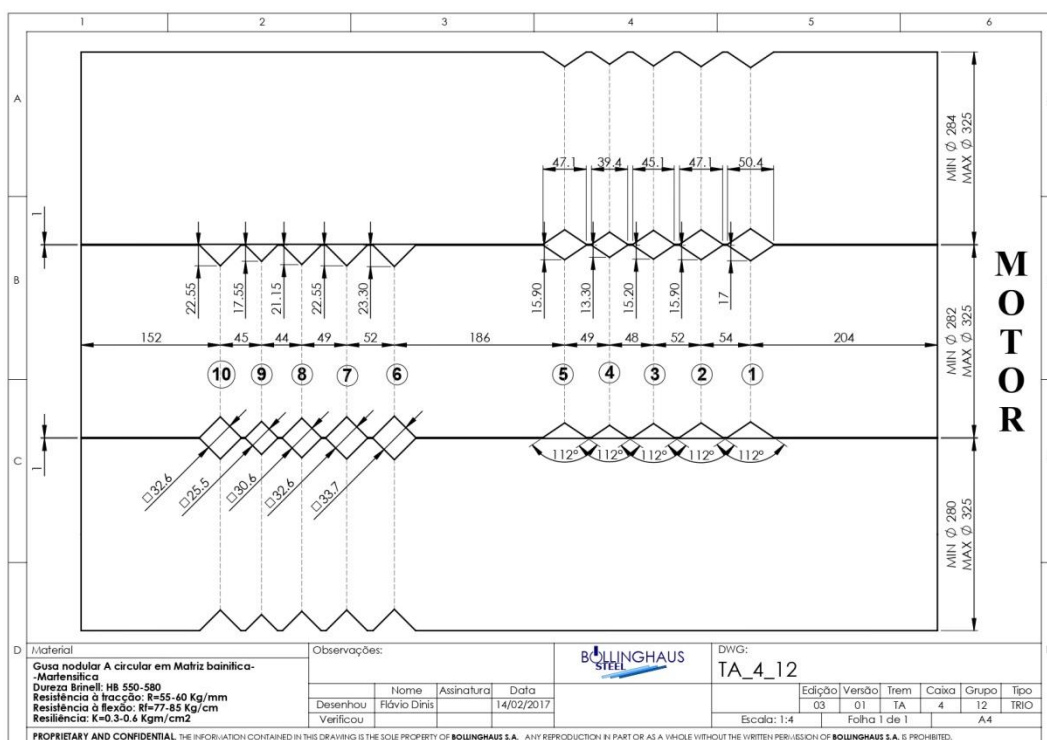 1 2 3 4 5 6
A
B
C
D
47.1 39.4 45.1 47.1 50.4
1
22.55 17.55 21.15 22.55 23.30
15.90 13.30 15.20 15.90 17
152 45 44 49 52 186 49 48 52 54 204
10 9 8 7 6 5 4 3 2 1
1
112° 112° 112° 112° 112°
□32.6 □25.5 □30.6 □32.6 □33.7
MIN Ø 284
MAX Ø 325
MIN Ø 282
MAX Ø 325
MIN Ø 280
MAX Ø 325
M
O
T
O
R
Material
Gusa nodular A circular em Matriz bainitica-
-Martensitica
Dureza Brinell: HB 550-580
Resistência à tracção: R=55-60 Kg/mm
Resistência à flexão: Rf=77-85 Kg/cm
Resiliência: K=0.3-0.6 Kgm/cm2
Observações:
Nome Assinatura Data
Desenhou Flávio Dinis 14/02/2017
Verificou
BOLLINGHAUS
STEEL
DWG:
TA_4_12
Edição Versão Trem Caixa Grupo Tipo
03 01 TA 4 12 TRIO
Escala: 1:4 Folha 1 de 1 A4
PROPRIETARY AND CONFIDENTIAL. THE INFORMATION CONTAINED IN THIS DRAWING IS THE SOLE PROPERTY OF BOLLINGHAUS S.A. ANY REPRODUCTION IN PART OR AS A WHOLE WITHOUT THE WRITTEN PERMISSION OF BOLLINGHAUS S.A. IS PROHIBITED.